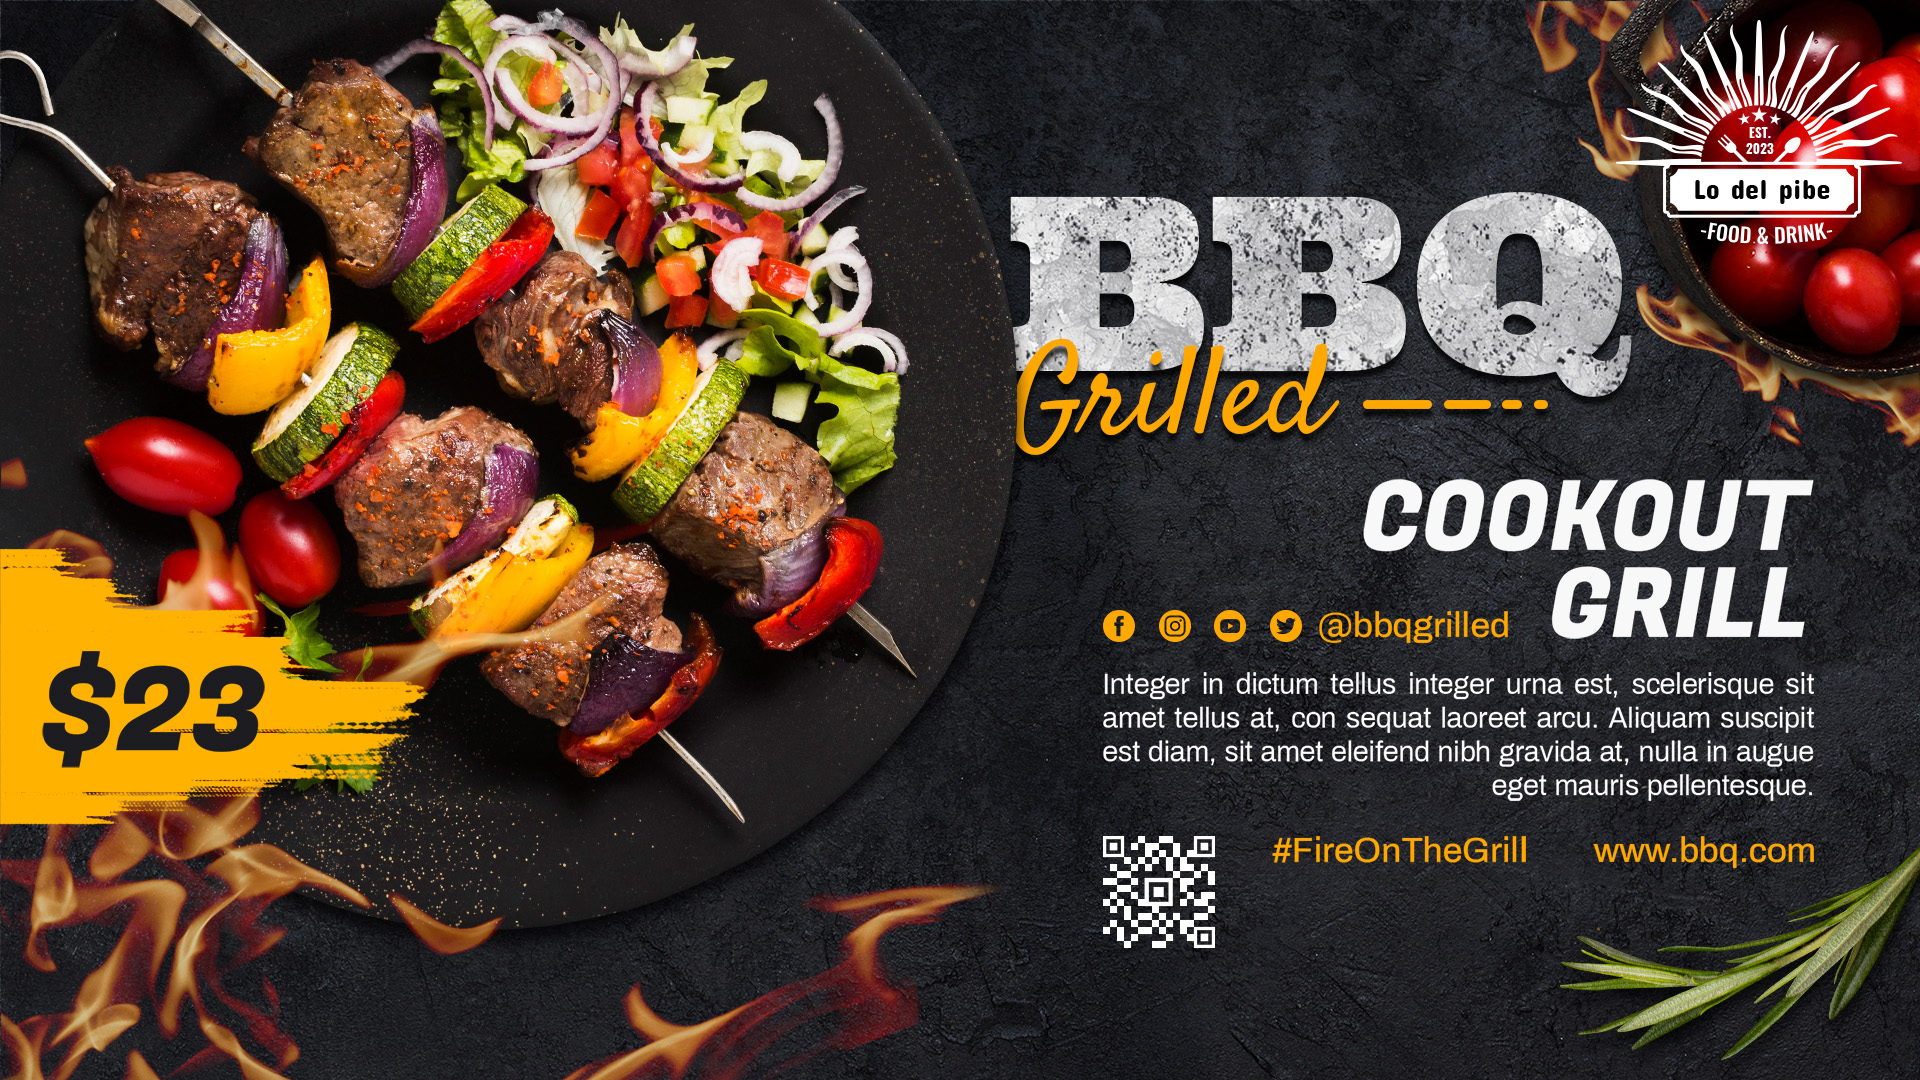 EST.
2023
Lo del pibe
-FOOD & DRINK-
BBQ
Grilled
COOKOUT
GRILL
@bbqgrilled
Integer in dictum tellus integer urna est, scelerisque sit
amet tellus at, con sequat laoreet arcu. Aliquam suscipit
est diam, sit amet eleifend nibh gravida at, nulla in augue
eget mauris pellentesque.
#FireOnTheGrill www.bbq.com
$23